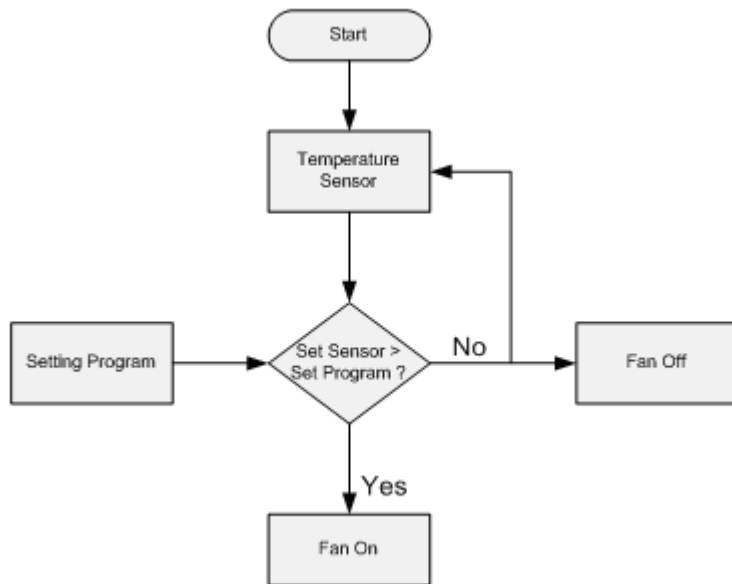 Start
Temperature
Sensor
Setting Program
Set Sensor >
Set Program ?
No
Fan Off
Yes
Fan On